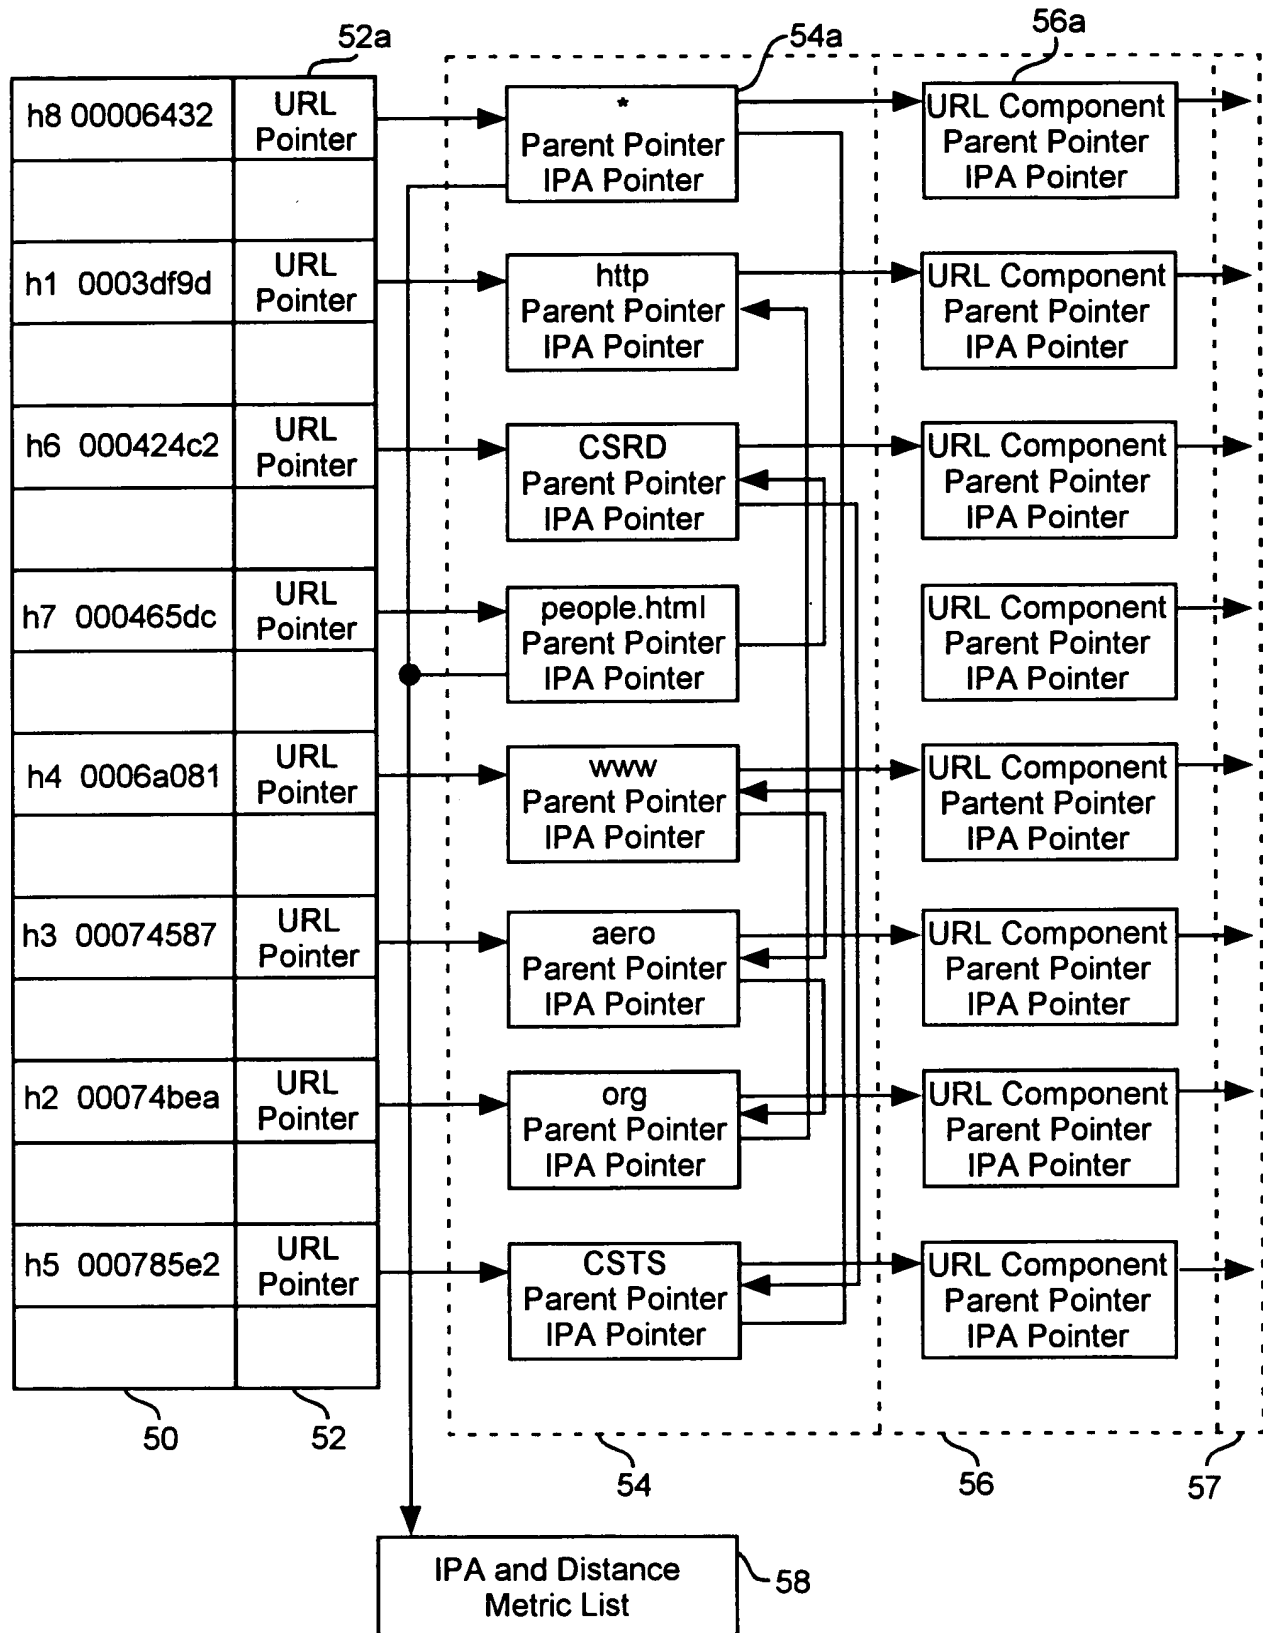 52a
54a
56a
h8 00006432
URL
Pointer
*
Parent Pointer
IPA Pointer
URL Component
Parent Pointer
IPA Pointer
h1 0003df9d
URL
Pointer
http
Parent Pointer
IPA Pointer
URL Component
Parent Pointer
IPA Pointer
h6 000424c2
URL
Pointer
CSRD
Parent Pointer
IPA Pointer
URL Component
Parent Pointer
IPA Pointer
h7 000465dc
URL
Pointer
people.html
Parent Pointer
IPA Pointer
URL Component
Parent Pointer
IPA Pointer
h4 0006a081
URL
Pointer
www
Parent Pointer
IPA Pointer
URL Component
Partent Pointer
IPA Pointer
h3 00074587
URL
Pointer
aero
Parent Pointer
IPA Pointer
URL Component
Parent Pointer
IPA Pointer
h2 00074bea
URL
Pointer
org
Parent Pointer
IPA Pointer
URL Component
Parent Pointer
IPA Pointer
h5 000785e2
URL
Pointer
CSTS
Parent Pointer
IPA Pointer
URL Component
Parent Pointer
IPA Pointer
50
52
54
56
57
IPA and Distance
Metric List
58